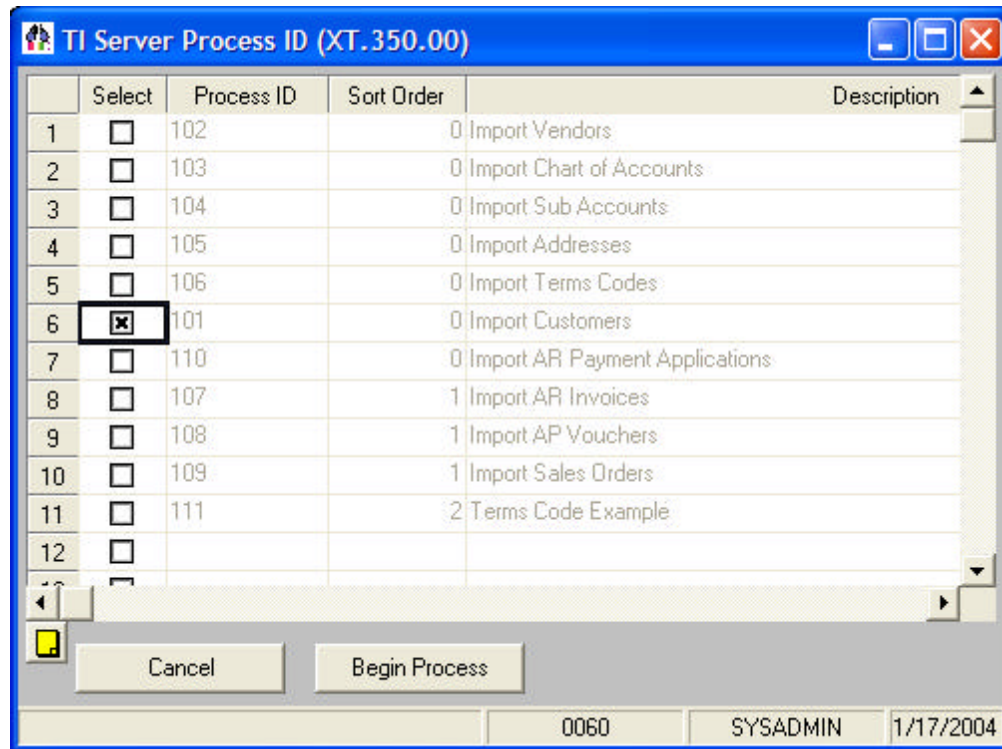 TI Server Process ID (XT.350.00)
Select Process ID Sort Order Description
1 102 0 Import Vendors
2 103 0 Import Chart of Accounts
3 104 0 Import Sub Accounts
4 105 0 Import Addresses
5 106 0 Import Terms Codes
6 101 0 Import Customers
7 110 0 Import AR Payment Applications
8 107 1 Import AR Invoices
9 108 1 Import AP Vouchers
10 109 1 Import Sales Orders
11 111 2 Terms Code Example
12
Cancel Begin Process
0060 SYSADMIN 1/17/2004